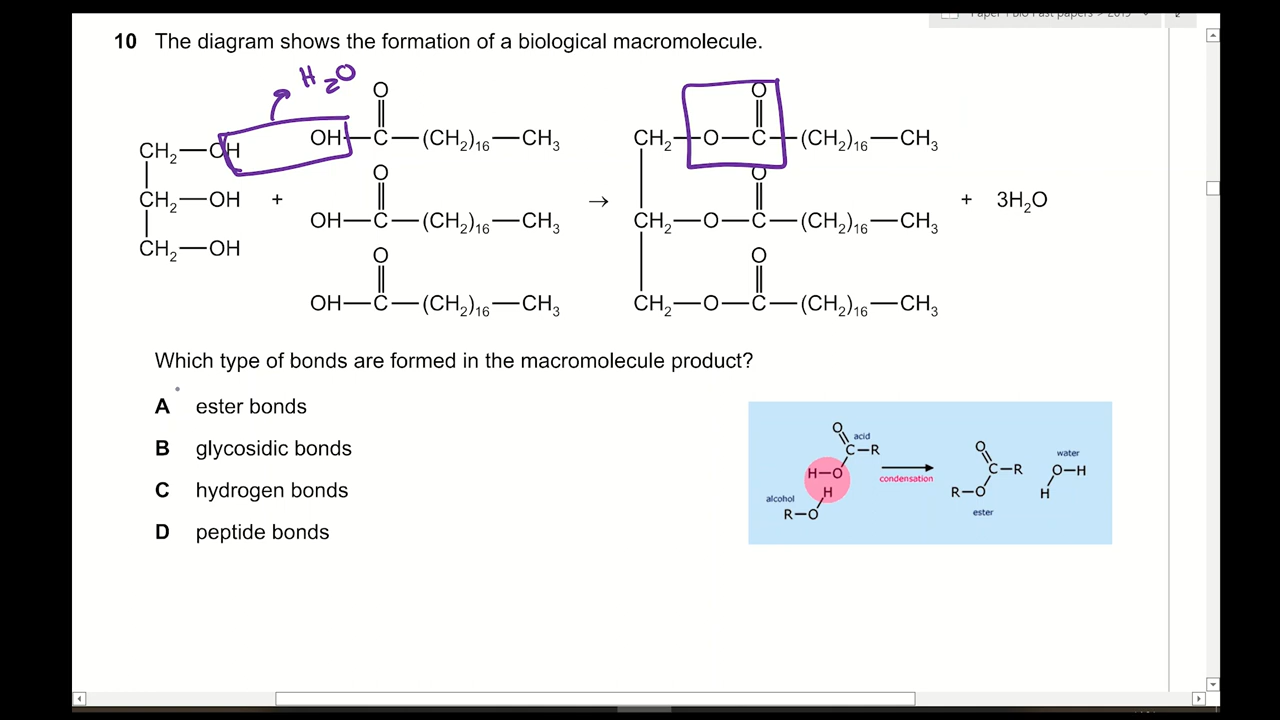 10 The diagram shows the formation of a biological macromolecule.
H₂O
O O
CH₂—OH OH—C—(CH₂)₁₆—CH₃ CH₂—O—C—(CH₂)₁₆—CH₃
O O
CH₂—OH + OH—C—(CH₂)₁₆—CH₃ → CH₂—O—C—(CH₂)₁₆—CH₃ + 3H₂O
CH₂—OH
O O
OH—C—(CH₂)₁₆—CH₃ CH₂—O—C—(CH₂)₁₆—CH₃
Which type of bonds are formed in the macromolecule product?
A ester bonds
B glycosidic bonds
C hydrogen bonds
D peptide bonds
O acid
C—R
H—O
H
alcohol
R—O
condensation
O
C—R
R—O
ester
water
O—H
H